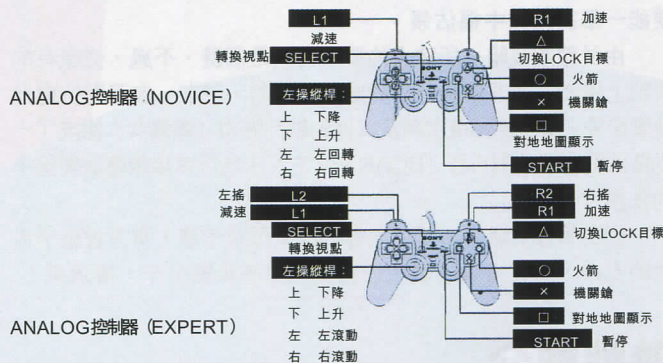 L1
減速
轉換視點 SELECT
R1 加速
△
切換LOCK目標
○ 火箭
× 機關鎗
□
對地地圖顯示
START 暫停
SONY
ANALOG控制器 (NOVICE)
左操縱桿：
上 下降
下 上升
左 左回轉
右 右回轉
左搖 L2
減速 L1
SELECT
轉換視點
左操縱桿：
上 下降
下 上升
左 左滾動
右 右滾動
R2 右搖
R1 加速
△ 切換LOCK目標
○ 火箭
× 機關鎗
□ 對地地圖顯示
START 暫停
SONY
ANALOG控制器 (EXPERT)